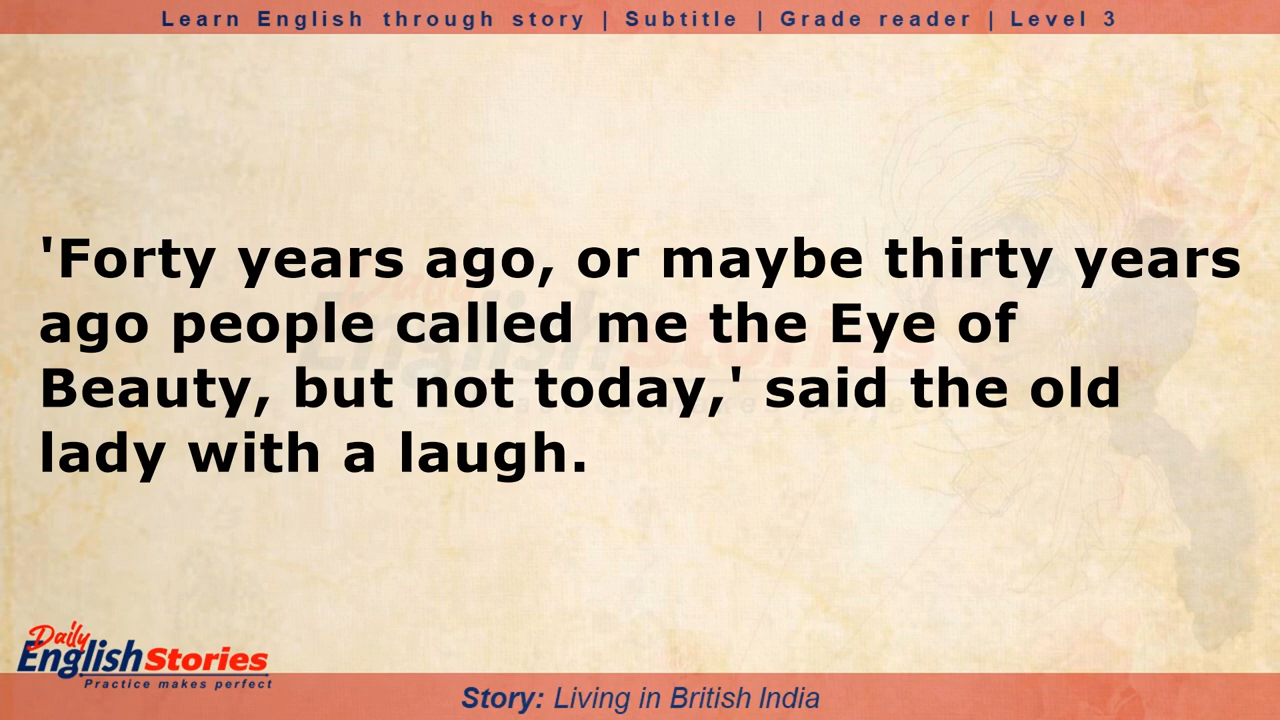 Learn English through story | Subtitle | Grade reader | Level 3
'Forty years ago, or maybe thirty years
ago people called me the Eye of
Beauty, but not today,' said the old
lady with a laugh.
Daily
English Stories
Practice makes perfect
Story: Living in British India